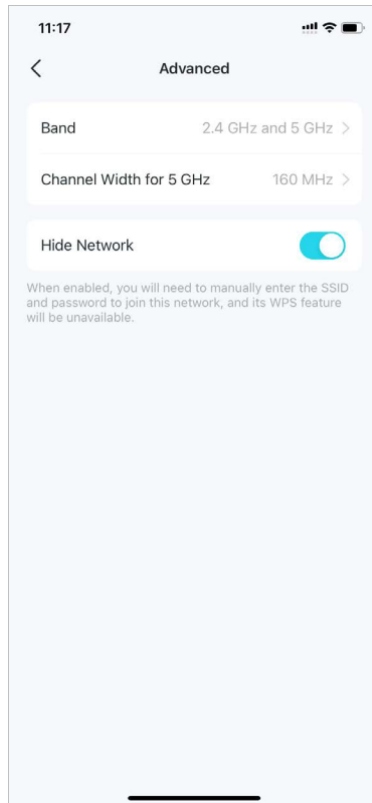 11:17
Advanced
Band 2.4 GHz and 5 GHz
Channel Width for 5 GHz 160 MHz
Hide Network
When enabled, you will need to manually enter the SSID
and password to join this network, and its WPS feature
will be unavailable.